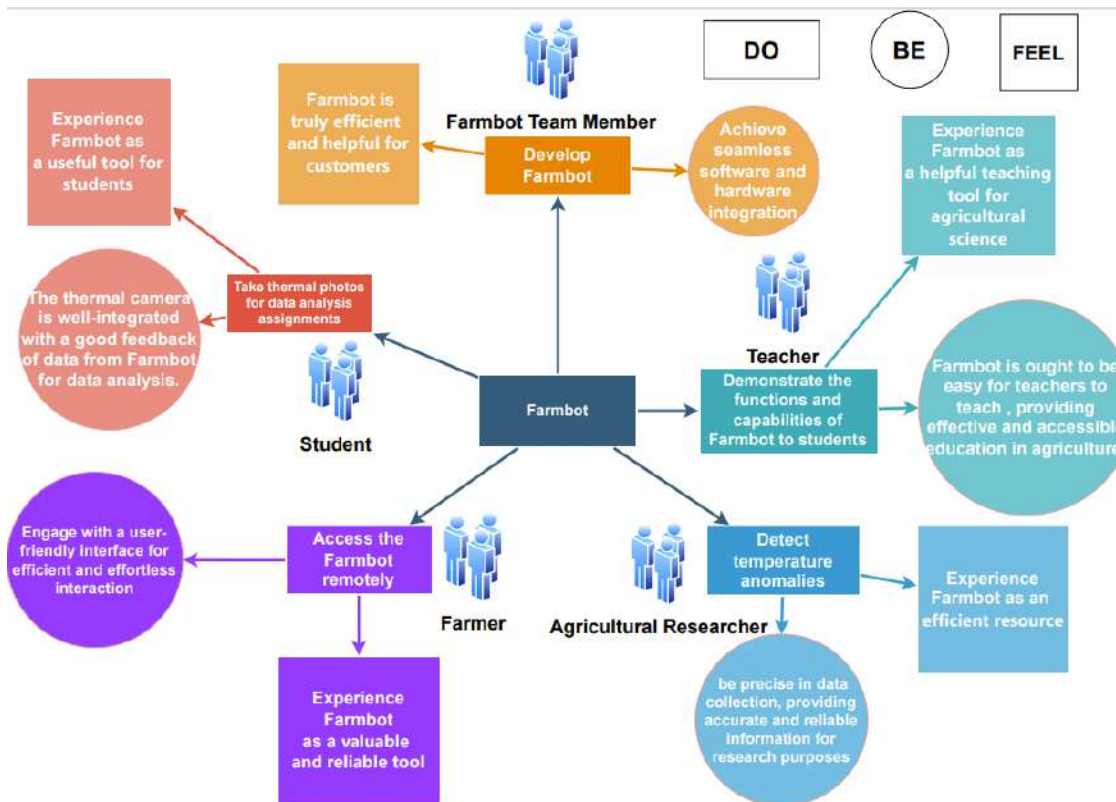 DO
BE
FEEL
Experience
Farmbot as
a useful tool for
students
Farmbot is
truly efficient
and helpful for
customers
Farmbot Team Member
Develop
Farmbot
Achieve
seamless
software and
hardware
integration
Experience
Farmbot as
a helpful teaching
tool for
agricultural
science
Take thermal photos
for data analysis
assignments
The thermal camera
is well-integrated
with a good feedback
of data from Farmbot
for data analysis.
Student
Farmbot
Teacher
Demonstrate the
functions and
capabilities of
Farmbot to students
Farmbot is ought to be
easy for teachers to
teach , providing
effective and accessible
education in agriculture
Engage with a user-
friendly interface for
efficient and effortless
interaction
Access the
Farmbot
remotely
Farmer
Experience
Farmbot
as a valuable
and reliable tool
Agricultural Researcher
Detect
temperature
anomalies
Experience
Farmbot as an
efficient resource
be precise in data
collection, providing
accurate and reliable
information for
research purposes